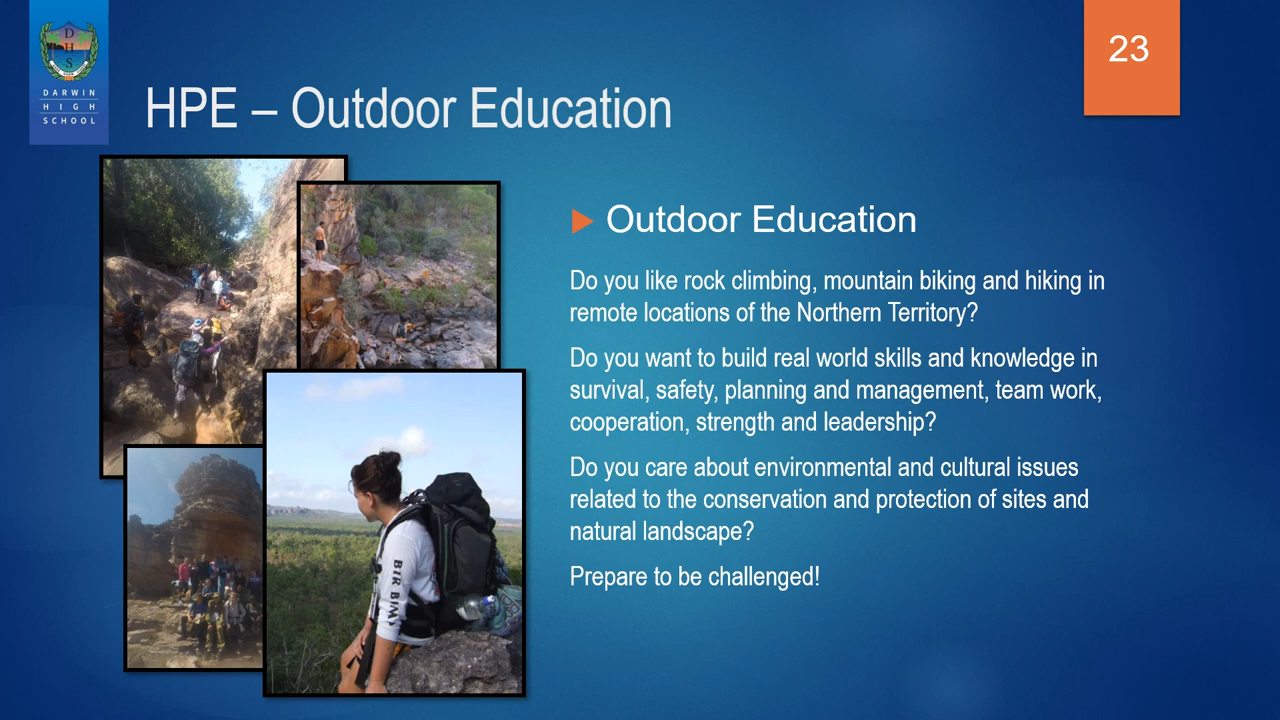 D
H
S
DARWIN
HIGH
SCHOOL
23
HPE – Outdoor Education
Outdoor Education
Do you like rock climbing, mountain biking and hiking in
remote locations of the Northern Territory?
Do you want to build real world skills and knowledge in
survival, safety, planning and management, team work,
cooperation, strength and leadership?
Do you care about environmental and cultural issues
related to the conservation and protection of sites and
natural landscape?
Prepare to be challenged!
BIR BIM